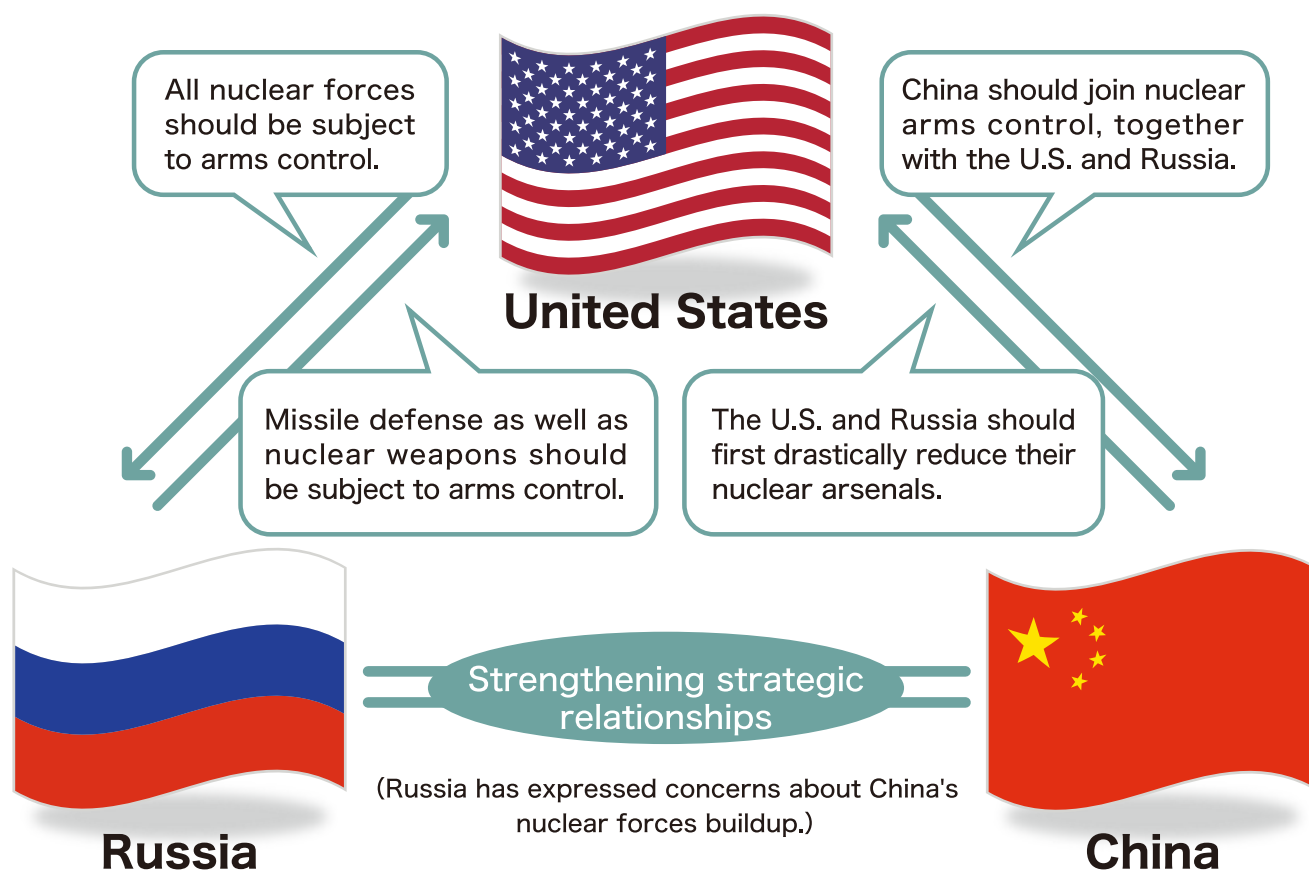 All nuclear forces
should be subject
to arms control.
China should join nuclear
arms control, together
with the U.S. and Russia.
United States
Missile defense as well as
nuclear weapons should
be subject to arms control.
The U.S. and Russia should
first drastically reduce their
nuclear arsenals.
Strengthening strategic
relationships
(Russia has expressed concerns about China's
nuclear forces buildup.)
Russia
China